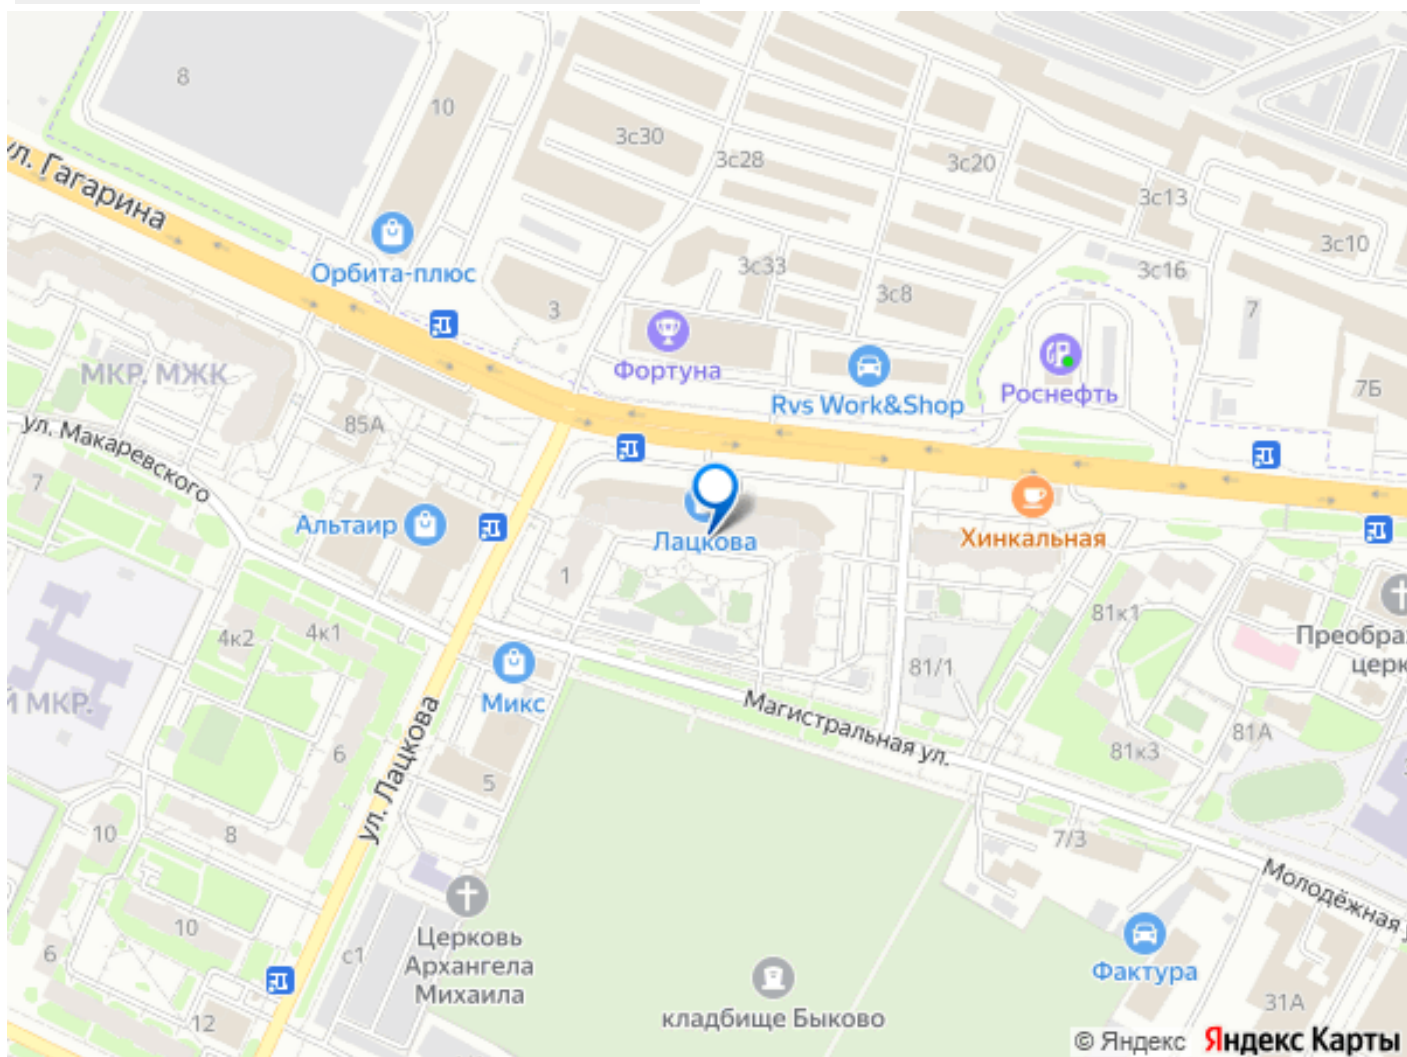 8
10
3с30
3с28
3с20
3с13
3с10
ул. Гагарина
Орбита-плюс
3
3с33
3с8
3с16
7
Фортуна
Rvs Work&Shop
Роснефть
7Б
МКР. МЖК
85А
ул. Макаревского
7
Альтаир
Лацкова
Хинкальная
1
4к2
4к1
81к1
Преобра
церк
81/1
Й МКР.
Микс
Магистральная ул.
81А
81к3
6
5
ул. Лацкова
10
8
7/3
Молодёжная
10
6
с1
Церковь
Архангела
Михаила
Фактура
12
кладбище Быково
31А
© Яндекс Яндекс Карты